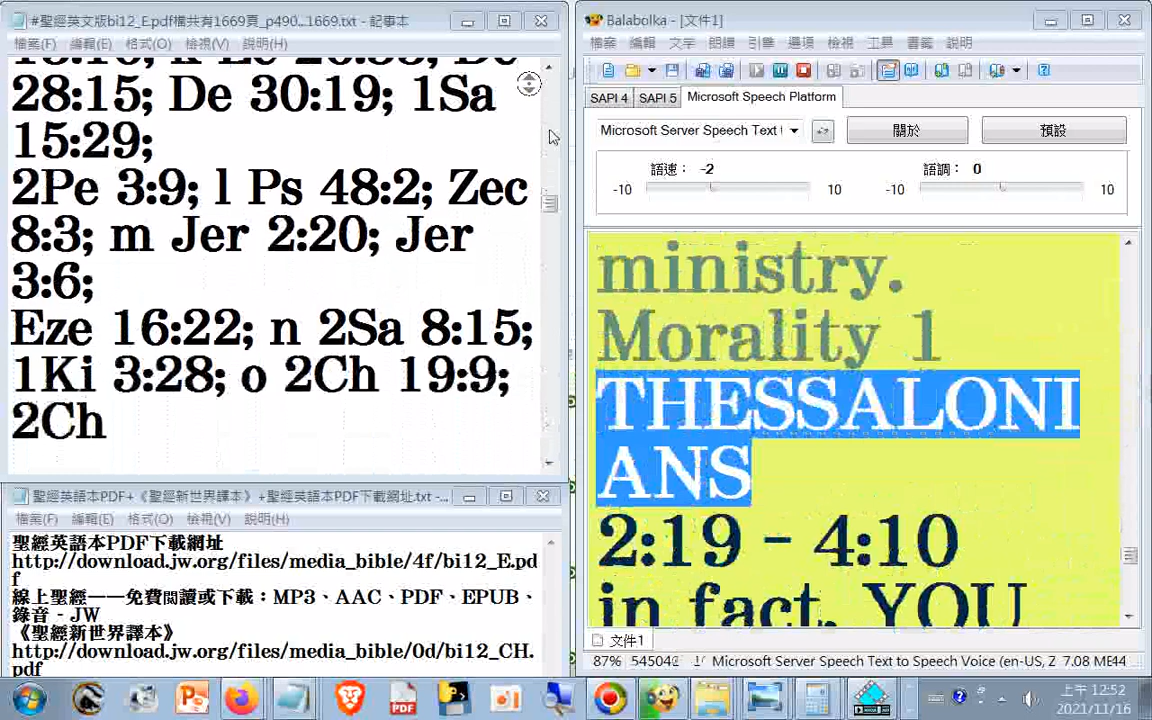 #聖經英文版bi12_E.pdf檔共有1669頁_p490...1669.txt - 記事本
檔案(F) 編輯(E) 格式(O) 檢視(V) 說明(H)
28:15; De 30:19; 1Sa
15:29;
2Pe 3:9; l Ps 48:2; Zec
8:3; m Jer 2:20; Jer
3:6;
Eze 16:22; n 2Sa 8:15;
1Ki 3:28; o 2Ch 19:9;
2Ch
聖經英語本PDF+《聖經新世界譯本》+聖經英語本PDF下載網址.txt -...
檔案(F) 編輯(E) 格式(O) 檢視(V) 說明(H)
聖經英語本PDF下載網址
http://download.jw.org/files/media_bible/4f/bi12_E.pd
f
線上聖經——免費閱讀或下載：MP3、AAC、PDF、EPUB、
錄音 - JW
《聖經新世界譯本》
http://download.jw.org/files/media_bible/0d/bi12_CH.
pdf
Balabolka - [文件1]
檔案 編輯 文字 朗讀 引擎 選項 檢視 工具 書籤 說明
SAPI 4 SAPI 5 Microsoft Speech Platform
Microsoft Server Speech Text 關於 預設
語速： -2 語調： 0
-10 10 -10 10
ministry.
Morality 1
THESSALONI
ANS
2:19 – 4:10
in fact, YOU
文件1
87% Microsoft Server Speech Text to Speech Voice (en-US, Z 7.08 ME
上午 12:52
2021/11/16